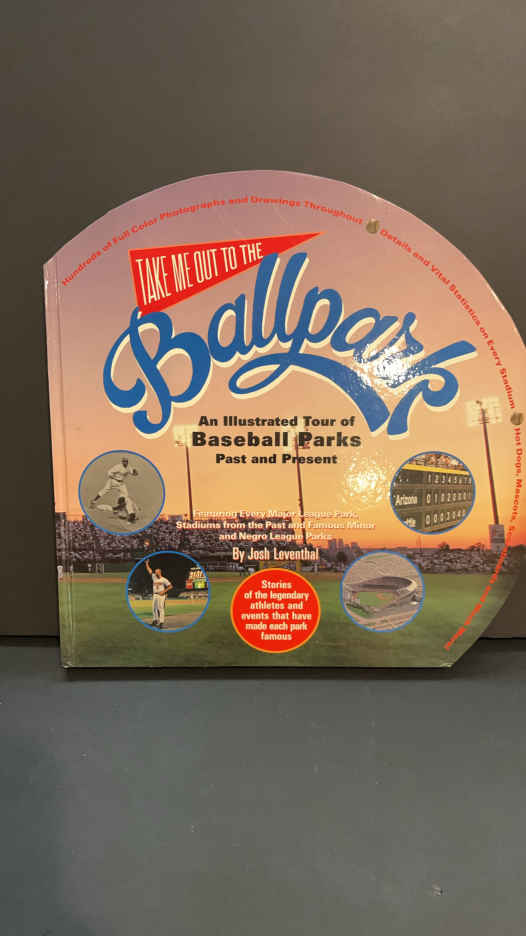 Hundreds of Full Color Photographs and Drawings Throughout
Details and Vital Statistics on Every Stadium
Hot Dogs, Mascots,
TAKE ME OUT TO THE
Ballpark
An Illustrated Tour of
Baseball Parks
Past and Present
Featuring Every Major League Park,
Stadiums from the Past and Famous Minor
and Negro League Parks
By Josh Leventhal
Arizona
Stories
of the legendary
athletes and
events that have
made each park
famous